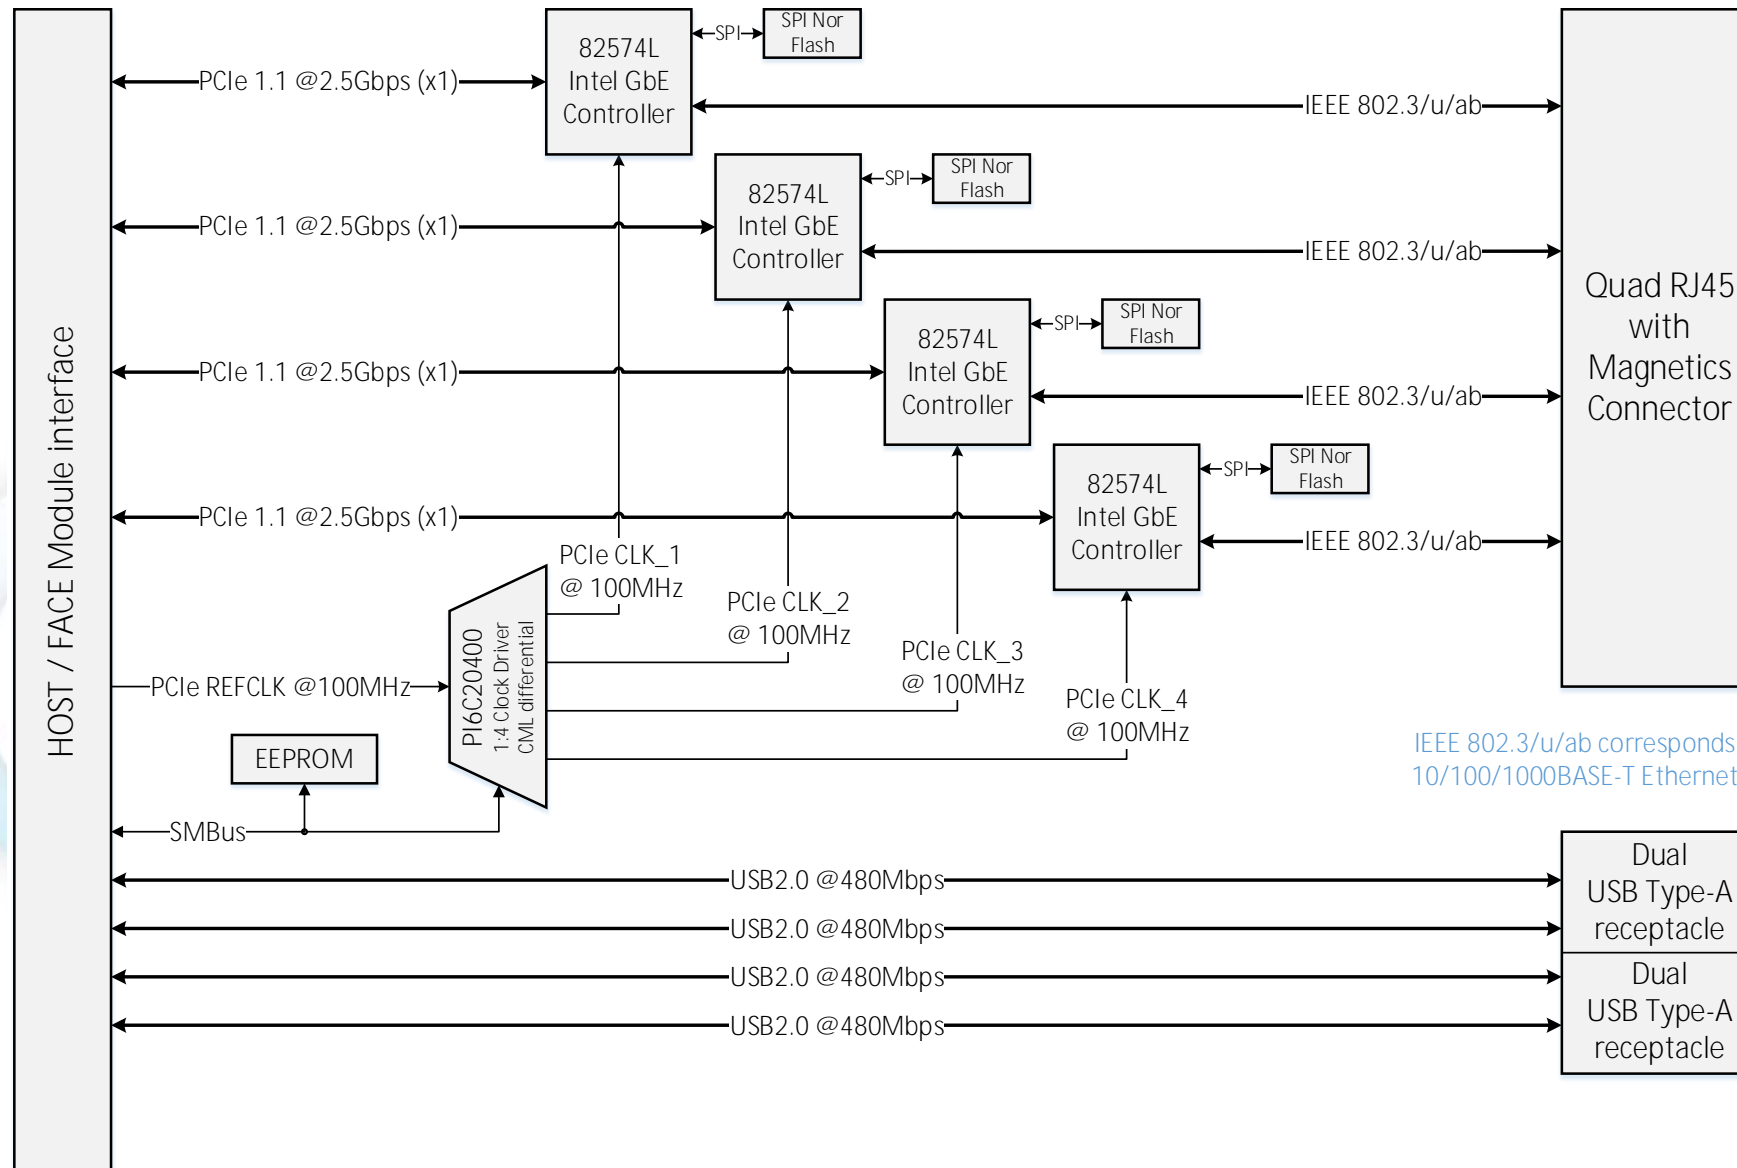 HOST / FACE Module interface
PCIe 1.1 @2.5Gbps (x1)
82574L
Intel GbE
Controller
SPI
SPI Nor
Flash
IEEE 802.3/u/ab
PCIe 1.1 @2.5Gbps (x1)
82574L
Intel GbE
Controller
SPI
SPI Nor
Flash
IEEE 802.3/u/ab
PCIe 1.1 @2.5Gbps (x1)
82574L
Intel GbE
Controller
SPI
SPI Nor
Flash
IEEE 802.3/u/ab
PCIe 1.1 @2.5Gbps (x1)
82574L
Intel GbE
Controller
SPI
SPI Nor
Flash
IEEE 802.3/u/ab
Quad RJ45
with
Magnetics
Connector
PCIe CLK_1
@ 100MHz
PCIe CLK_2
@ 100MHz
PCIe CLK_3
@ 100MHz
PCIe CLK_4
@ 100MHz
PCIe REFCLK @100MHz
PI6C20400
1:4 Clock Driver
CML differential
EEPROM
SMBus
IEEE 802.3/u/ab corresponds
10/100/1000BASE-T Ethernet
USB2.0 @480Mbps
USB2.0 @480Mbps
USB2.0 @480Mbps
USB2.0 @480Mbps
Dual
USB Type-A
receptacle
Dual
USB Type-A
receptacle